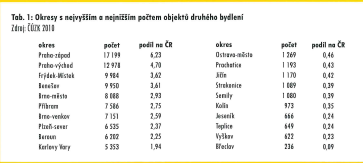 Tab. 1: Okresy s nejvyšším a nejnižším počtem objektů druhého bydlení
Zdroj: ČÚZK 2010
okres počet podíl na ČR okres počet podíl na ČR
Praha-západ 17 199 6,23 Ostrava-město 1 269 0,46
Praha-východ 12 978 4,70 Prachatice 1 193 0,43
Frýdek-Místek 9 984 3,62 Jičín 1 170 0,42
Benešov 9 950 3,61 Strakonice 1 089 0,39
Brno-město 8 088 2,93 Semily 1 080 0,39
Příbram 7 586 2,75 Kolín 973 0,35
Brno-venkov 7 151 2,59 Jeseník 666 0,24
Plzeň-sever 6 535 2,37 Teplice 649 0,24
Beroun 6 202 2,25 Vyškov 622 0,23
Karlovy Vary 5 353 1,94 Břeclav 236 0,09